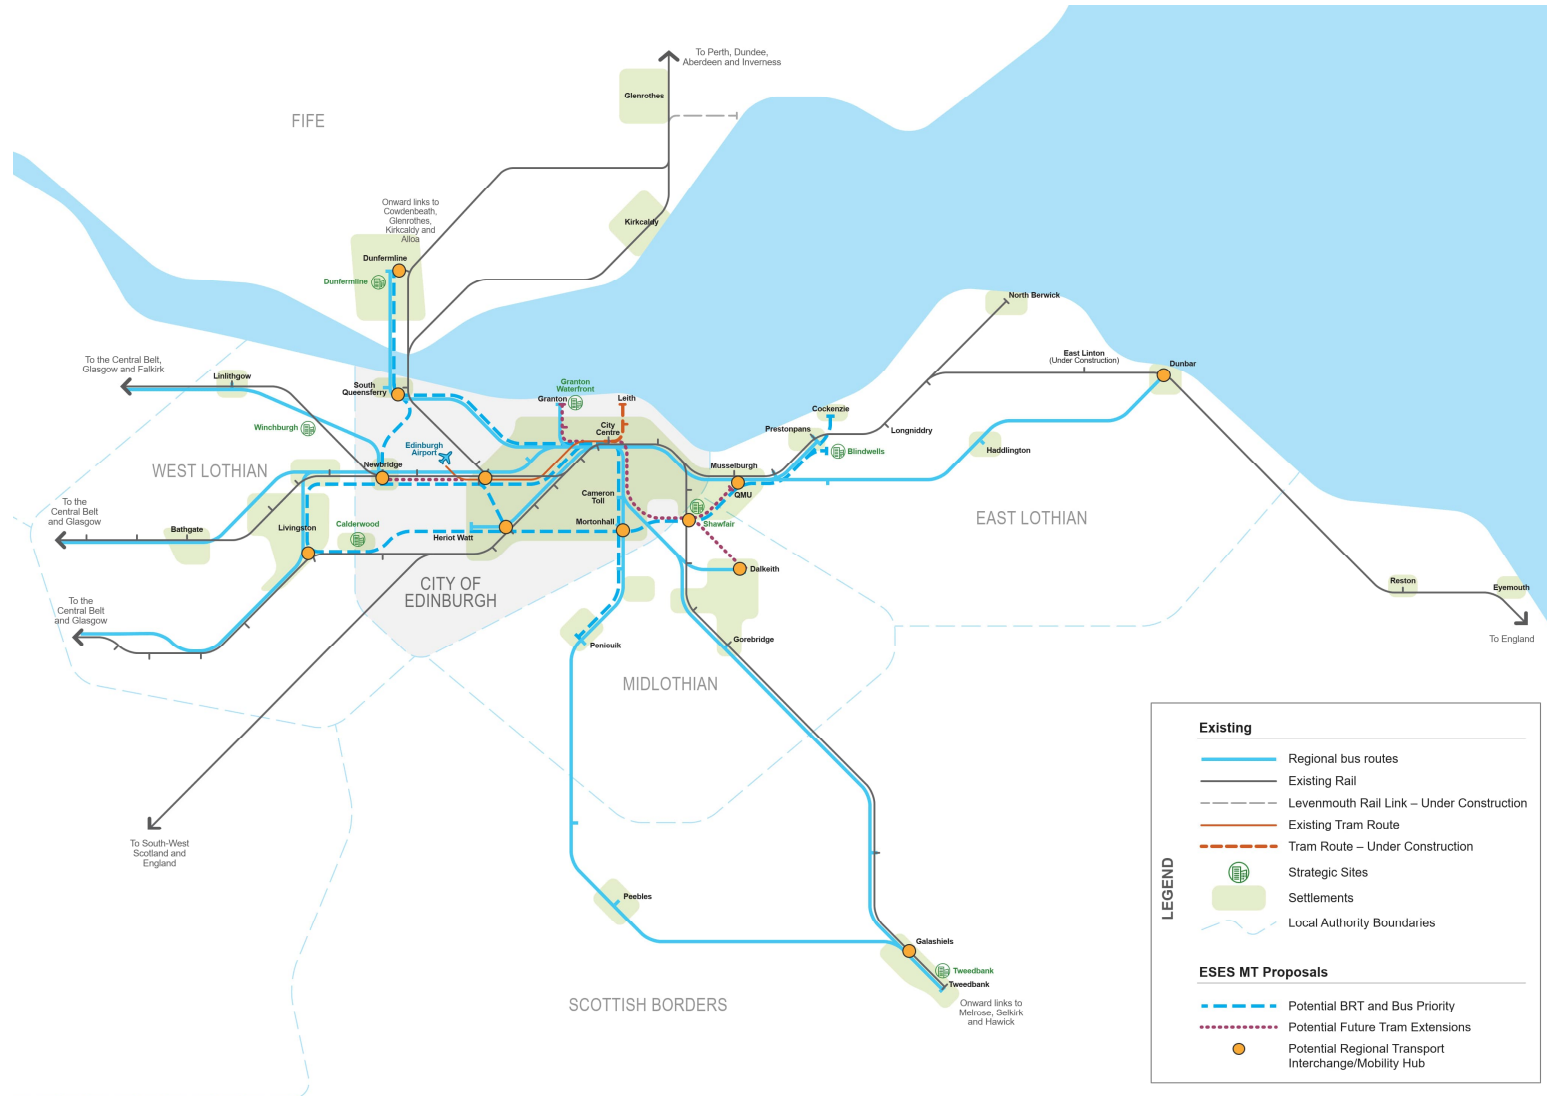 To Perth, Dundee,
Aberdeen and Inverness
Glenrothes
FIFE
Onward links to
Cowdenbeath,
Glenrothes,
Kirkcaldy and
Alloa
Kirkcaldy
Dunfermline
Dunfermline
North Berwick
To the Central Belt,
Glasgow and Falkirk
Linlithgow
South
Queensferry
Granton
Waterfront
Granton
Leith
East Linton
(Under Construction)
Dunbar
Cockenzie
Winchburgh
City
Centre
Prestonpans
Longniddry
Edinburgh
Airport
Blindwells
Haddlington
WEST LOTHIAN
Newbridge
Musselburgh
QMU
Cameron
Toll
To the
Central Belt
and Glasgow
Bathgate
Livingston
Calderwood
Heriot Watt
Mortonhall
Shawfair
EAST LOTHIAN
Dalkeith
CITY OF
EDINBURGH
Reston
Eyemouth
To the
Central Belt
and Glasgow
To England
Penicuik
Gorebridge
MIDLOTHIAN
To South-West
Scotland and
England
Peebles
Galashiels
Tweedbank
Tweedbank
Onward links to
Melrose, Selkirk
and Hawick
SCOTTISH BORDERS
LEGEND
Existing
Regional bus routes
Existing Rail
Levenmouth Rail Link – Under Construction
Existing Tram Route
Tram Route – Under Construction
Strategic Sites
Settlements
Local Authority Boundaries
ESES MT Proposals
Potential BRT and Bus Priority
Potential Future Tram Extensions
Potential Regional Transport
Interchange/Mobility Hub